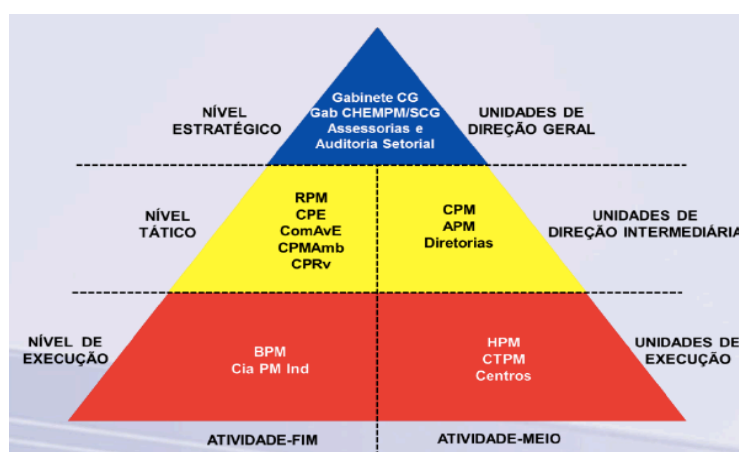 Gabinete CG
Gab CHEMPM/SCG
Assessorias e
Auditoria Setorial
NÍVEL
ESTRATÉGICO
UNIDADES DE
DIREÇÃO GERAL
NÍVEL
TÁTICO
RPM
CPE
ComAvE
CPMAmb
CPRv
CPM
APM
Diretorias
UNIDADES DE
DIREÇÃO INTERMEDIÁRIA
NÍVEL DE
EXECUÇÃO
BPM
Cia PM Ind
HPM
CTPM
Centros
UNIDADES DE
EXECUÇÃO
ATIVIDADE-FIM
ATIVIDADE-MEIO